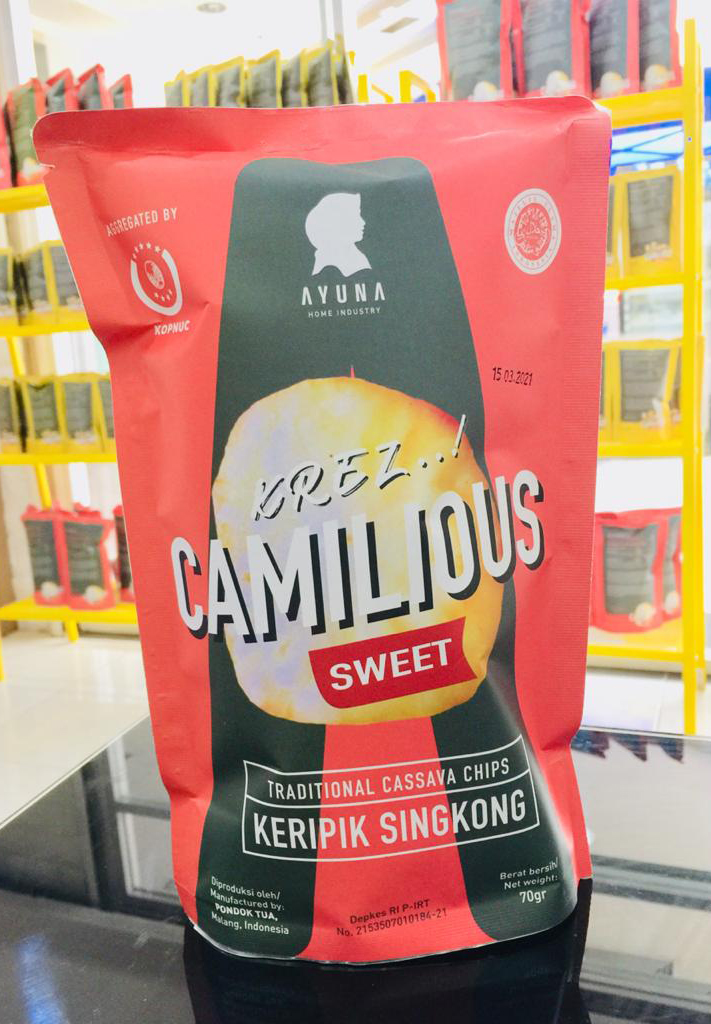 AGGREGATED BY
KOPNUC
AYUNA
HOME INDUSTRY
15 03:2021
KREZ...!
CAMILIOUS
SWEET
TRADITIONAL CASSAVA CHIPS
KERIPIK SINGKONG
Diproduksi oleh/
Manufactured by:
PONDOK TUA,
Malang, Indonesia
Depkes RI P-IRT
No. 2153507010184-21
Berat bersih/
Net weight:
70gr